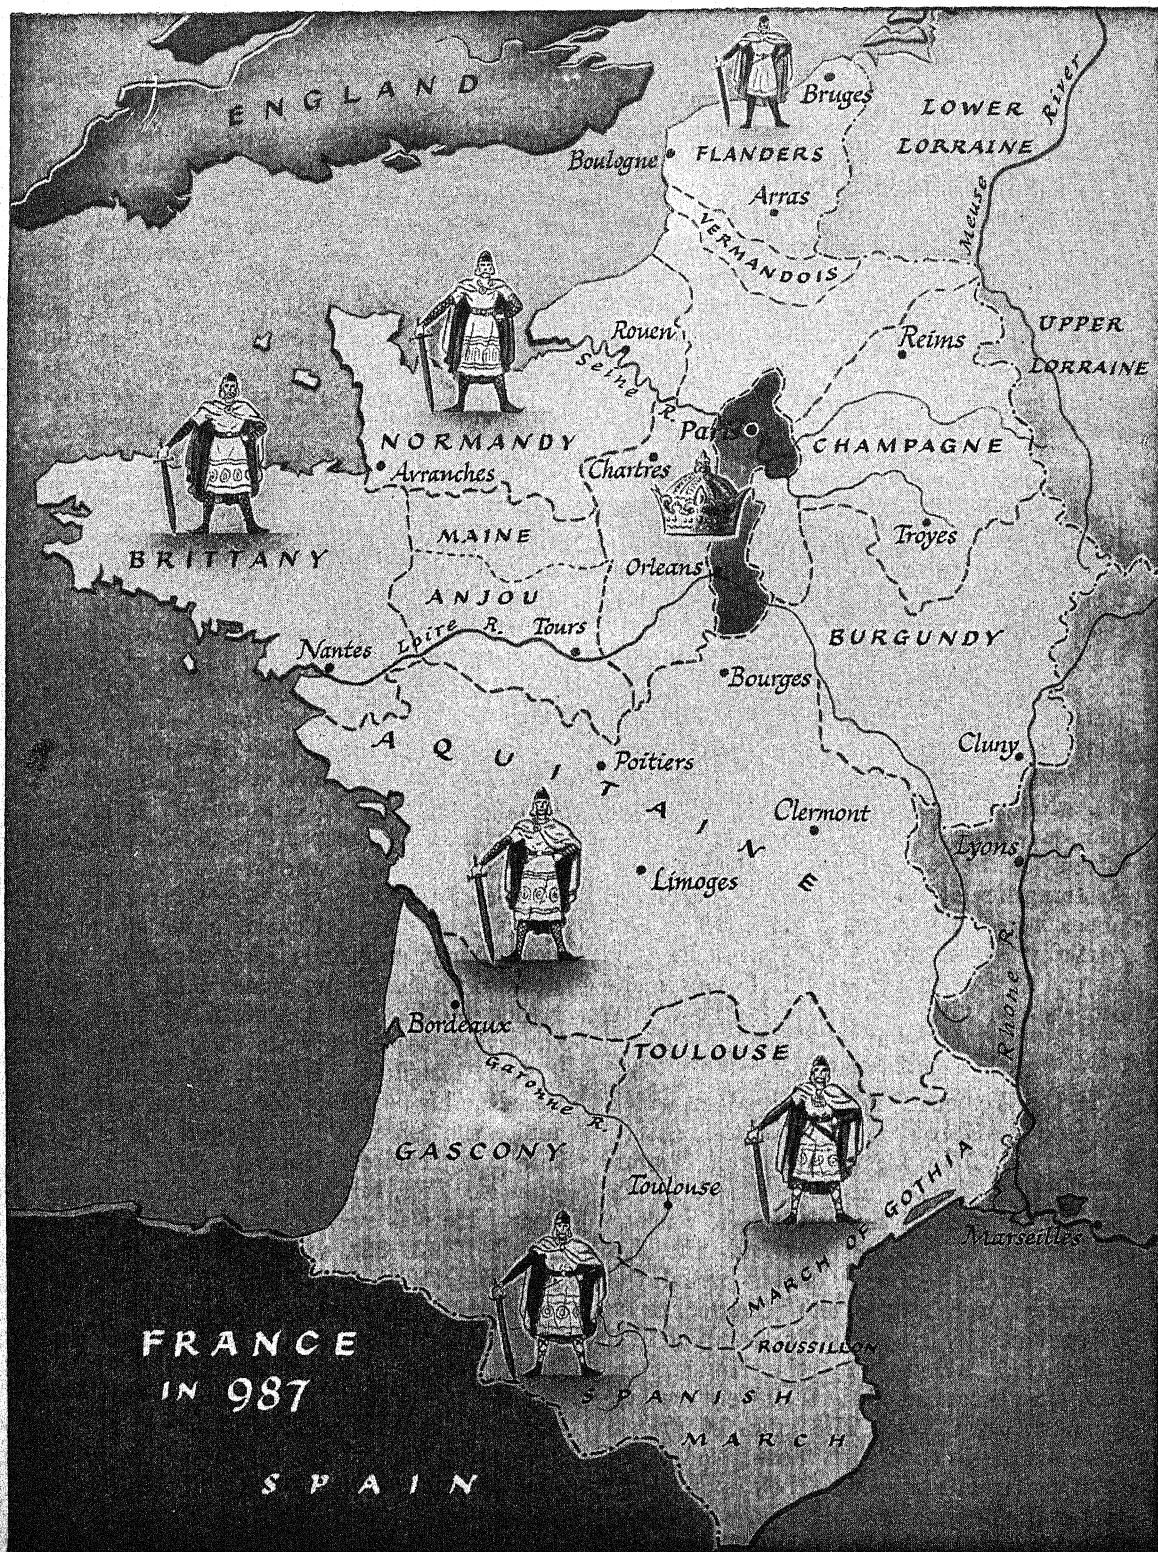 ENGLAND
Bruges
LOWER
LORRAINE
Meuse River
Boulogne
FLANDERS
Arras
VERMANDOIS
Rouen
Seine R.
Reims
UPPER
LORRAINE
Paris
NORMANDY
Avranches
Chartres
CHAMPAGNE
BRITTANY
MAINE
Troyes
Orleans
ANJOU
Loire R.
Tours
BURGUNDY
Nantes
Bourges
AQUITAINE
Poitiers
Cluny
Clermont
Lyons
Limoges
Rhone R.
Bordeaux
TOULOUSE
Garonne R.
GASCONY
Toulouse
MARCH OF GOTHIA
Marseilles
ROUSSILLON
SPANISH
MARCH
FRANCE
IN 987
SPAIN